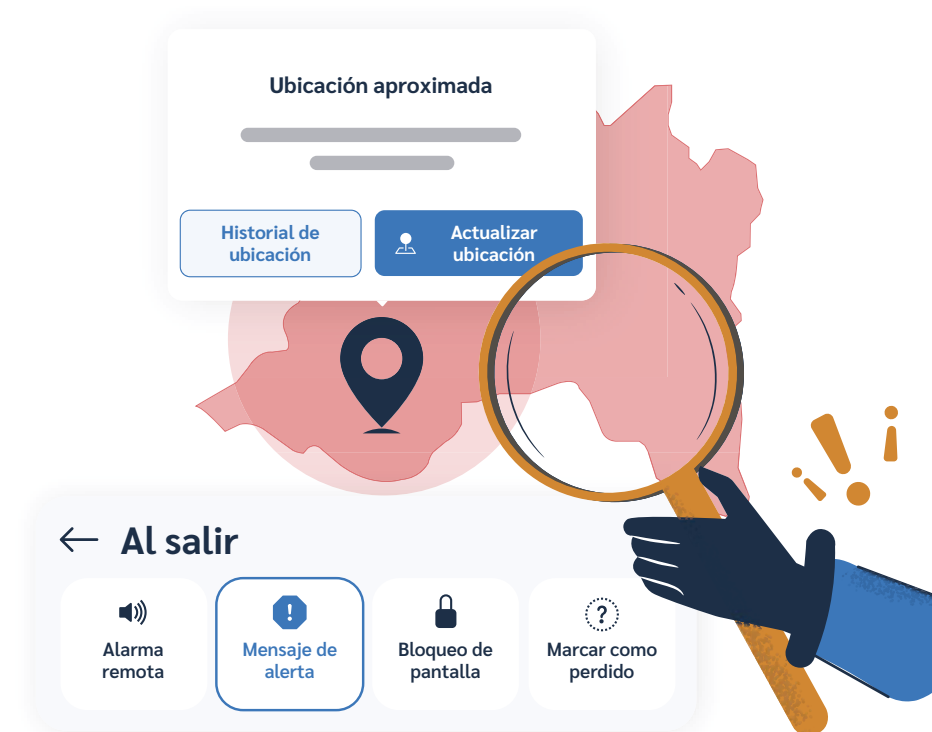 Ubicación aproximada
Historial de
ubicación
Actualizar
ubicación
Al salir
Alarma
remota
Mensaje de
alerta
Bloqueo de
pantalla
Marcar como
perdido